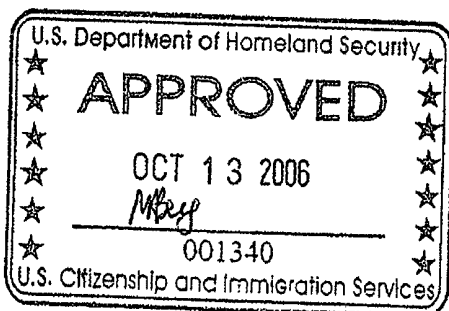 U.S. Department of Homeland Security
APPROVED
OCT 13 2006
001340
U.S. Citizenship and Immigration Services